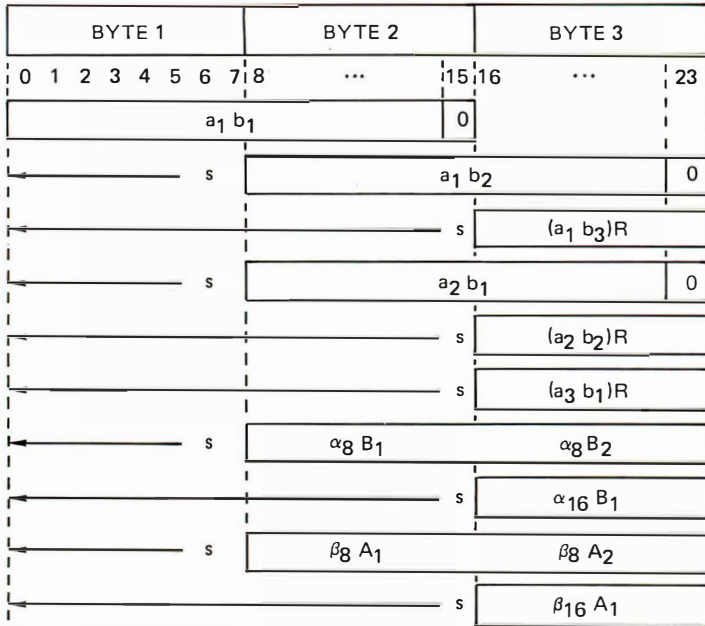 BYTE 1 BYTE 2 BYTE 3
0 1 2 3 4 5 6 7 8 ... 15 16 ... 23
a₁ b₁ 0
s a₁ b₂ 0
s (a₁ b₃)R
s a₂ b₁ 0
s (a₂ b₂)R
s (a₃ b₁)R
s α₈ B₁ α₈ B₂
s α₁₆ B₁
s β₈ A₁ β₈ A₂
s β₁₆ A₁